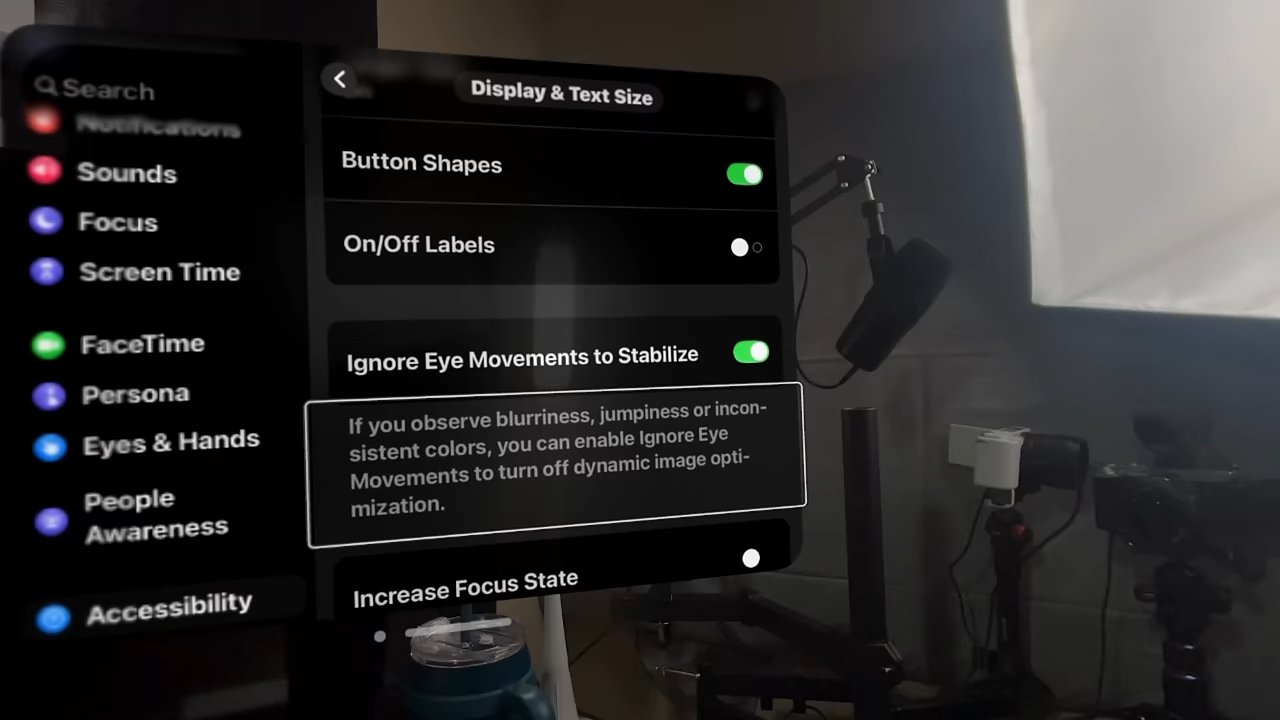 Search
Notifications
Sounds
Focus
Screen Time
FaceTime
Persona
Eyes & Hands
People
Awareness
Accessibility
Display & Text Size
Button Shapes
On/Off Labels
Ignore Eye Movements to Stabilize
If you observe blurriness, jumpiness or incon-
sistent colors, you can enable Ignore Eye
Movements to turn off dynamic image opti-
mization.
Increase Focus State